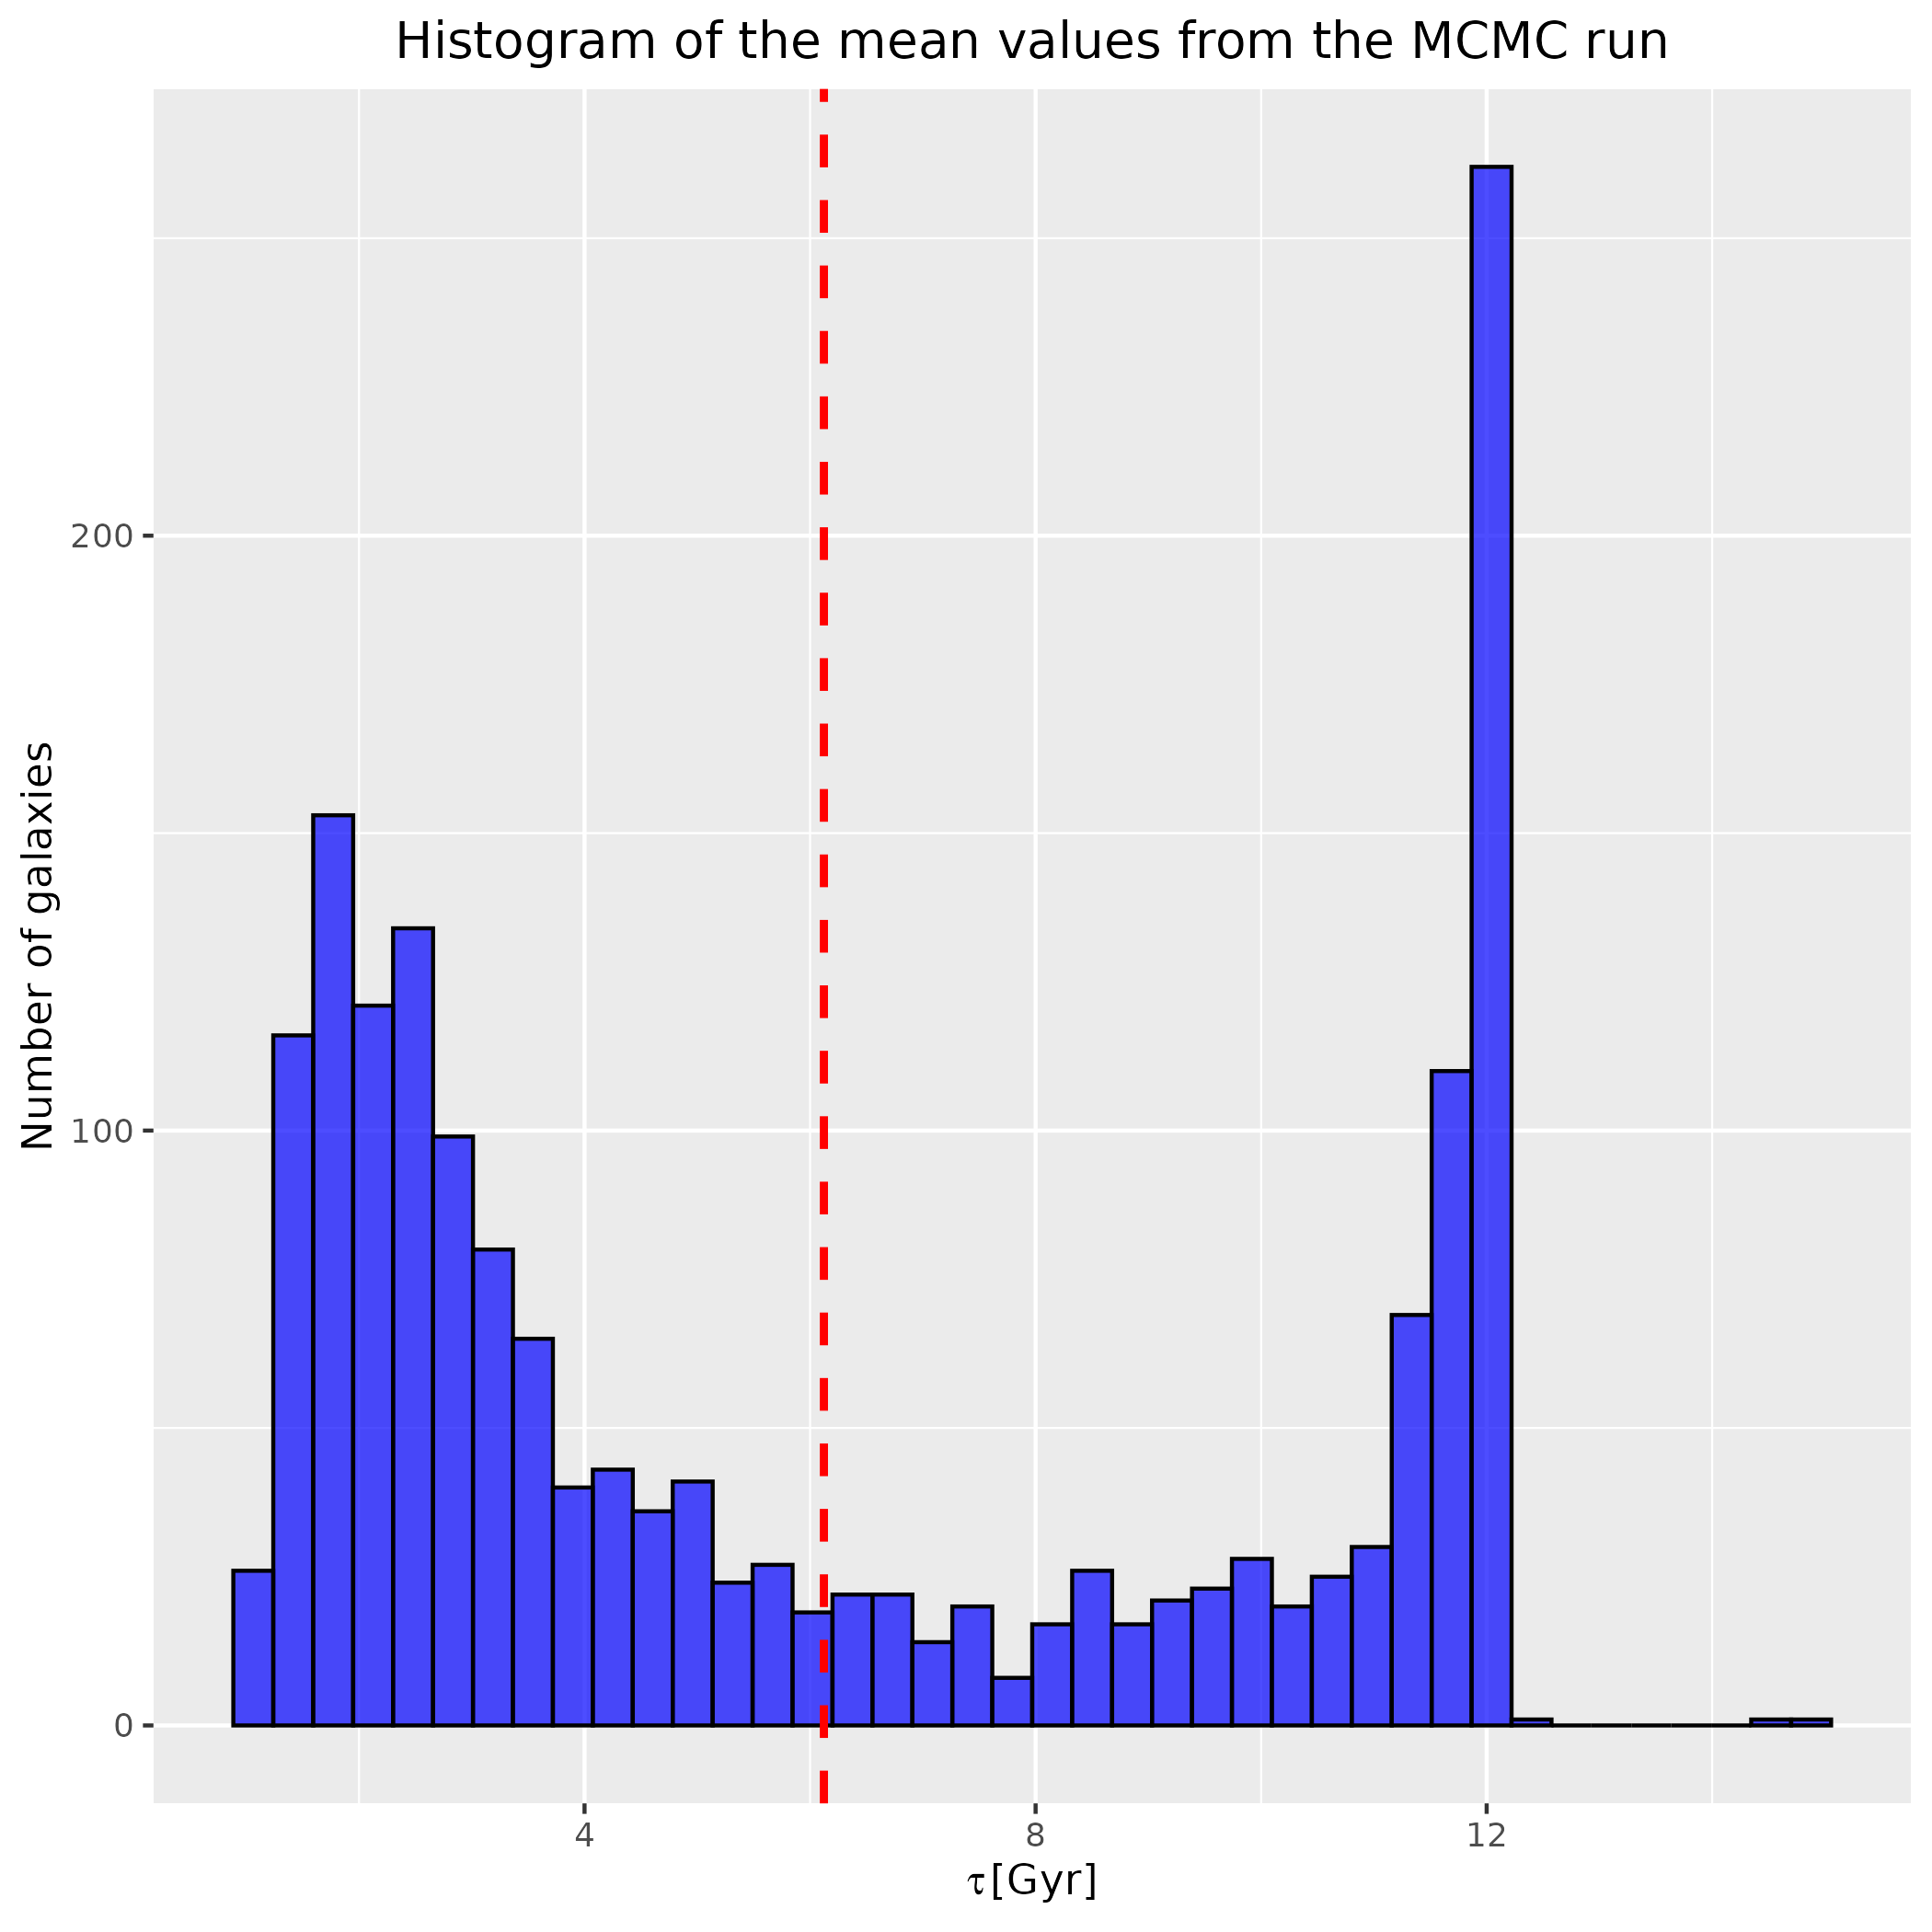 Histogram of the mean values from the MCMC run
Number of galaxies
200
100
0
4
8
12
τ[Gyr]